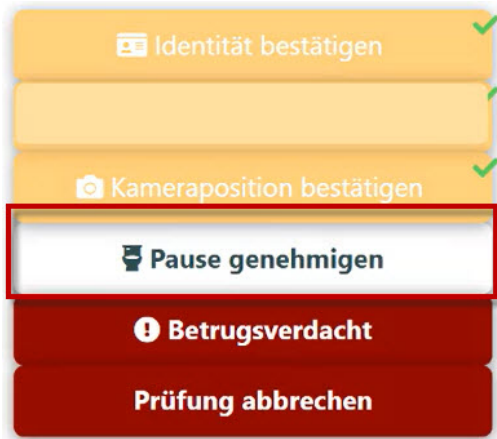 Identität bestätigen
Kameraposition bestätigen
Pause genehmigen
Betrugsverdacht
Prüfung abbrechen